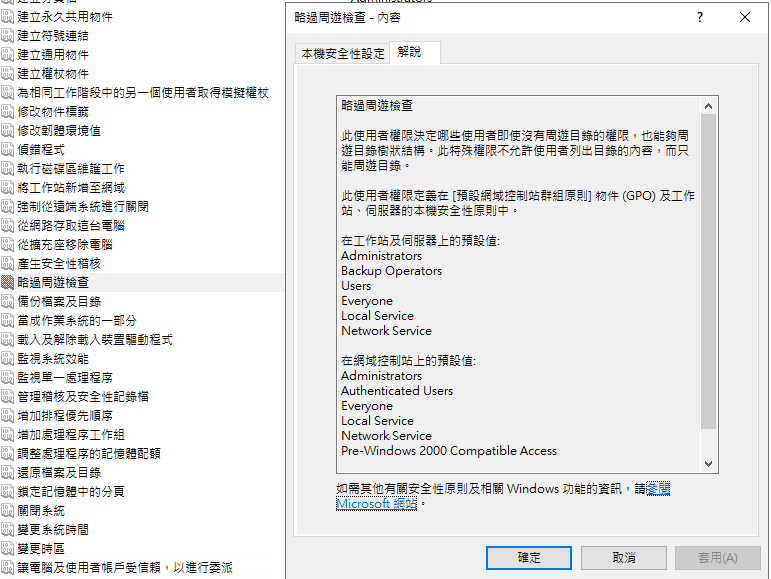 建立永久共用物件
建立符號連結
建立通用物件
建立權杖物件
為相同工作階段中的另一個使用者取得模擬權杖
修改物件標籤
修改韌體環境值
偵錯程式
執行磁碟區維護工作
將工作站新增至網域
強制從遠端系統進行關閉
從網路存取這台電腦
從擴充座移除電腦
產生安全性稽核
略過周遊檢查
備份檔案及目錄
當成作業系統的一部分
載入及解除載入裝置驅動程式
監視系統效能
監視單一處理程序
管理稽核及安全性記錄檔
增加排程優先順序
增加處理程序工作組
調整處理程序的記憶體配額
還原檔案及目錄
鎖定記憶體中的分頁
關閉系統
變更系統時間
變更時區
讓電腦及使用者帳戶受信賴，以進行委派
略過周遊檢查 - 內容
本機安全性設定 解說
略過周遊檢查
此使用者權限決定哪些使用者即使沒有周遊目錄的權限，也能夠周
遊目錄樹狀結構。此特殊權限不允許使用者列出目錄的內容，而只
能周遊目錄。
此使用者權限定義在 [預設網域控制站群組原則] 物件 (GPO) 及工作
站、伺服器的本機安全性原則中。
在工作站及伺服器上的預設值:
Administrators
Backup Operators
Users
Everyone
Local Service
Network Service
在網域控制站上的預設值:
Administrators
Authenticated Users
Everyone
Local Service
Network Service
Pre-Windows 2000 Compatible Access
如需其他有關安全性原則及相關 Windows 功能的資訊，請參閱
Microsoft 網站。
確定 取消 套用(A)